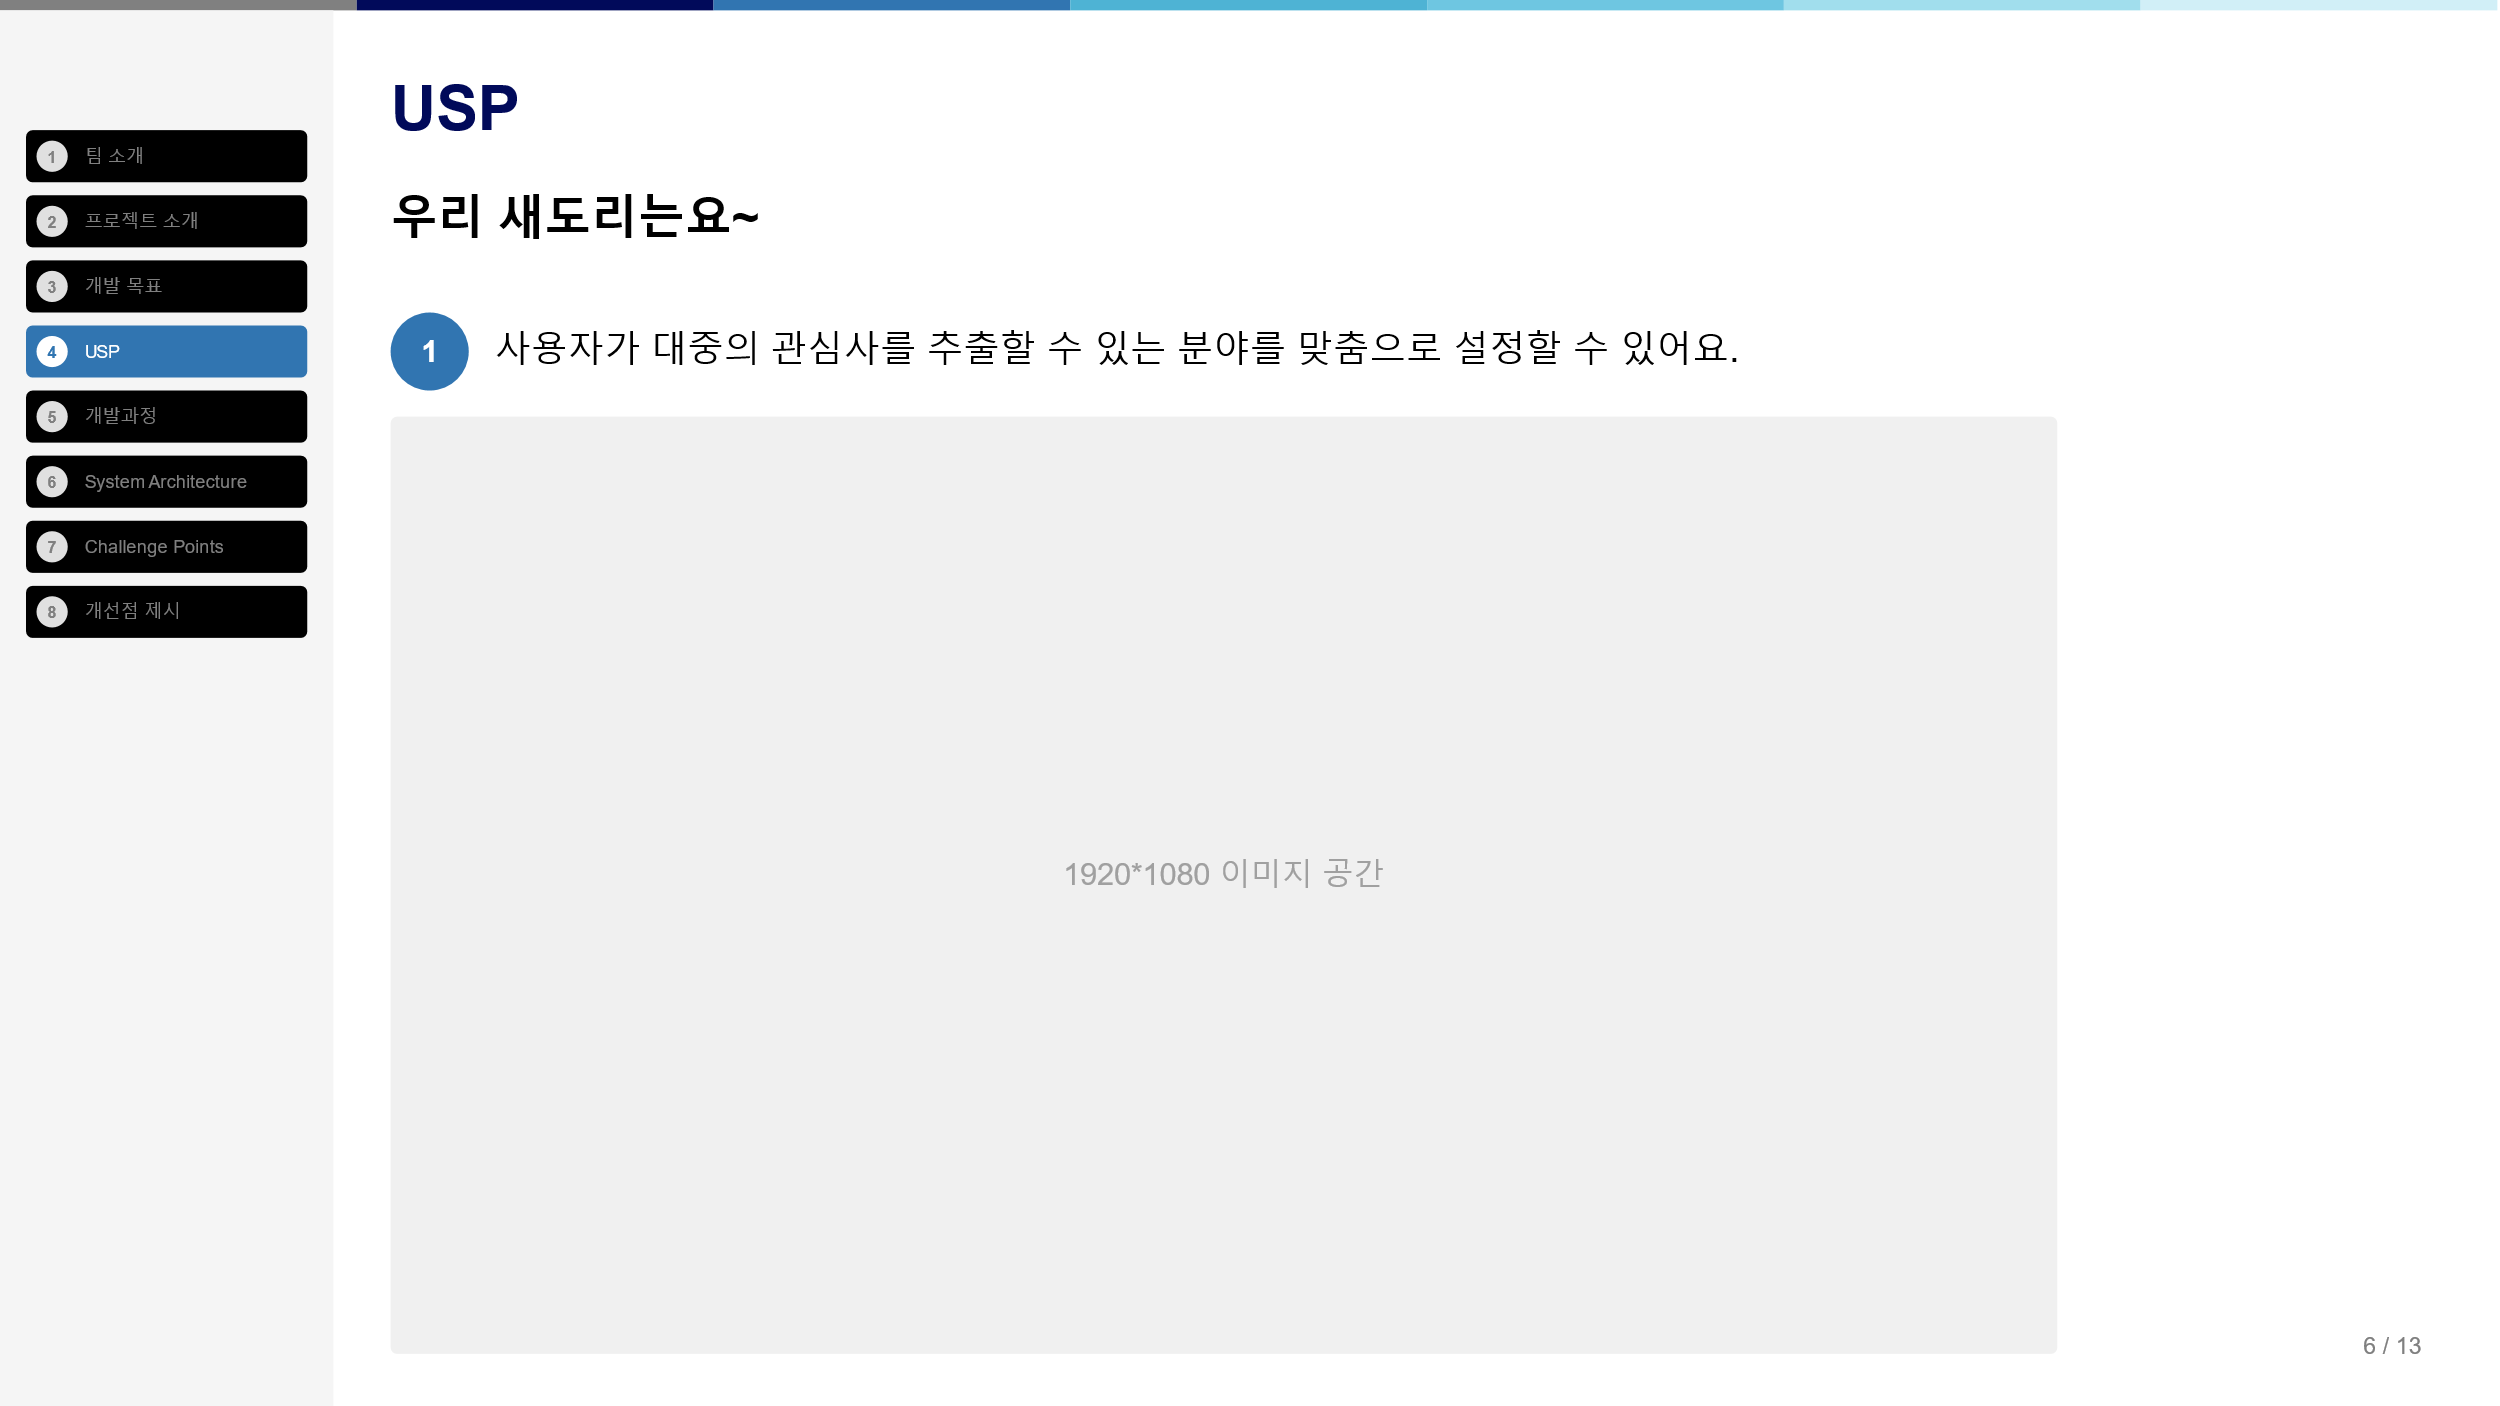 1 팀 소개
2 프로젝트 소개
3 개발 목표
4 USP
5 개발과정
6 System Architecture
7 Challenge Points
8 개선점 제시
USP
우리 새도리는요~
1 사용자가 대중의 관심사를 추출할 수 있는 분야를 맞춤으로 설정할 수 있어요.
1920*1080 이미지 공간
6 / 13